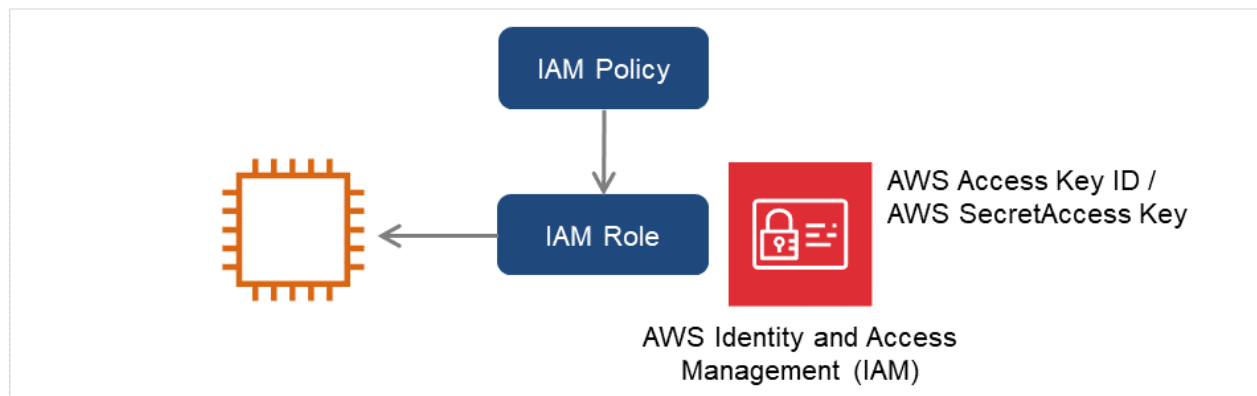 IAM Policy
IAM Role
AWS Access Key ID /
AWS SecretAccess Key
AWS Identity and Access
Management (IAM)